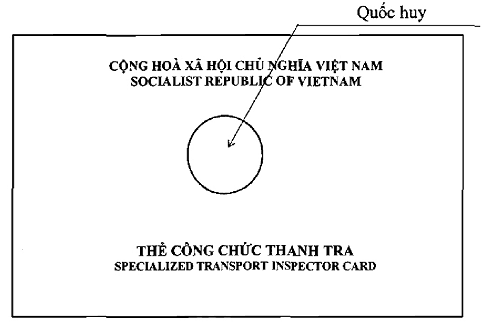 Quốc huy
CỘNG HOÀ XÃ HỘI CHỦ NGHĨA VIỆT NAM
SOCIALIST REPUBLIC OF VIETNAM
THẺ CÔNG CHỨC THANH TRA
SPECIALIZED TRANSPORT INSPECTOR CARD